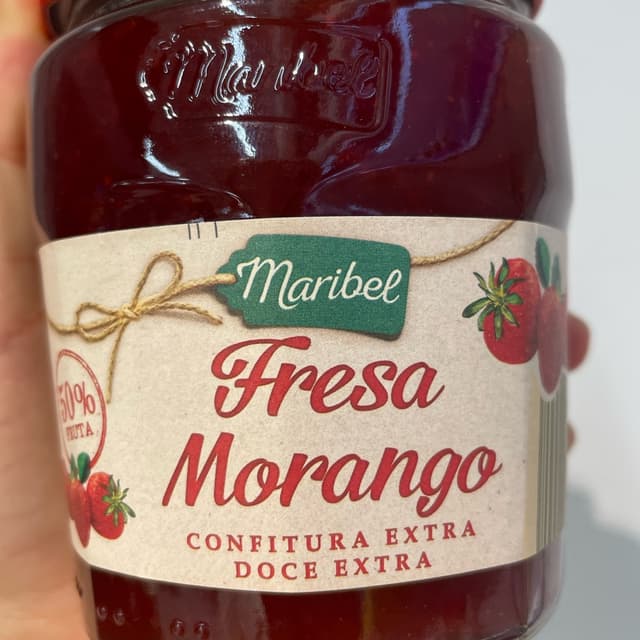 Maribel
Maribel
Fresa
Morango
50%
FRUTA
CONFITURA EXTRA
DOCE EXTRA